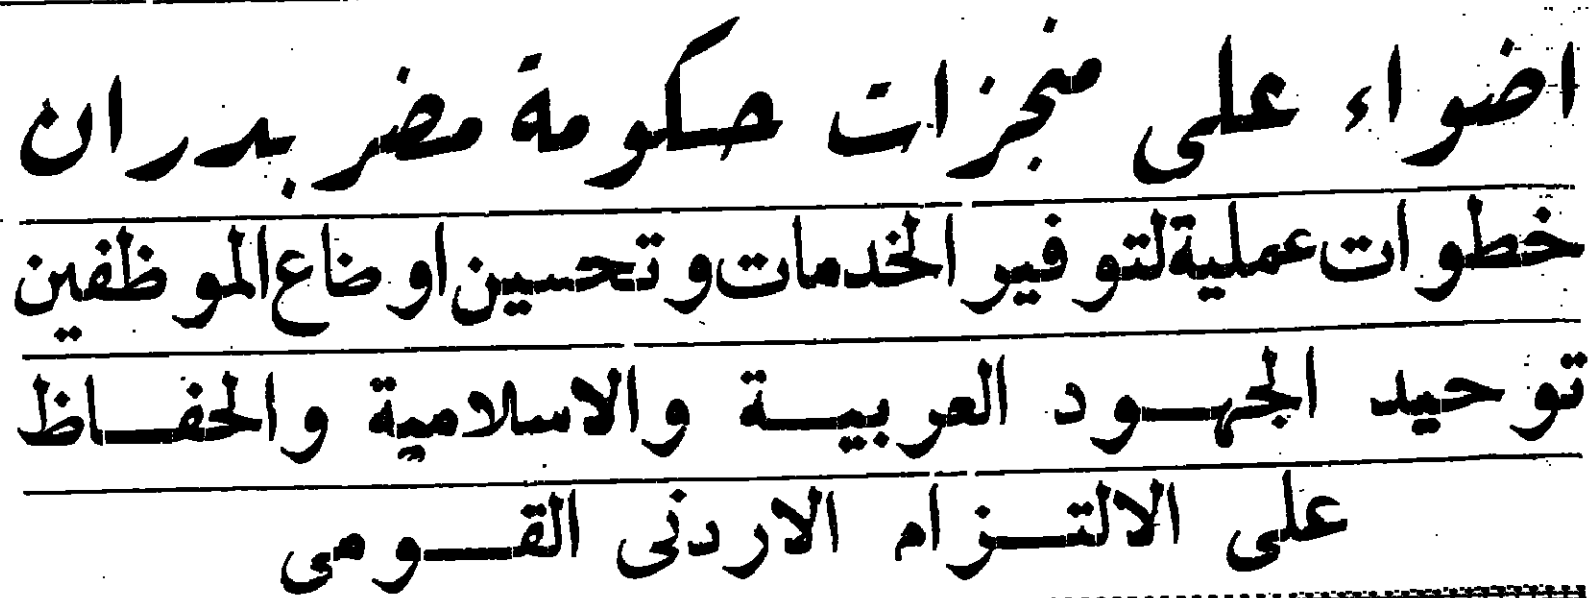 اضواء على منجزات حكومة مضر بدران
خطوات عملية لتوفير الخدمات وتحسين اوضاع الموظفين
توحيد الجهود العربية والاسلامية والحفاظ
على الالتزام الاردنى القومى